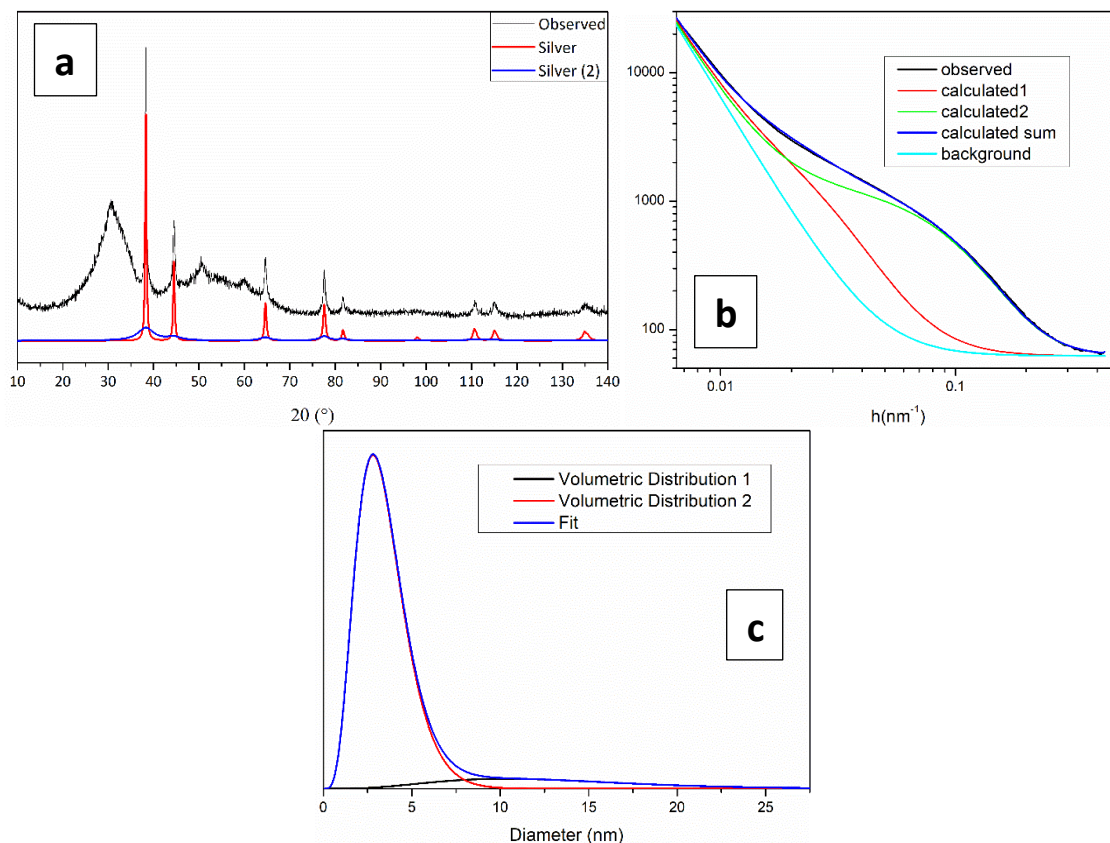 a
Observed
Silver
Silver (2)
10 20 30 40 50 60 70 80 90 100 110 120 130 140
2θ (°)
b
10000
1000
100
observed
calculated1
calculated2
calculated sum
background
0.01 0.1
h(nm⁻¹)
Volumetric Distribution 1
Volumetric Distribution 2
Fit
c
0 5 10 15 20 25
Diameter (nm)